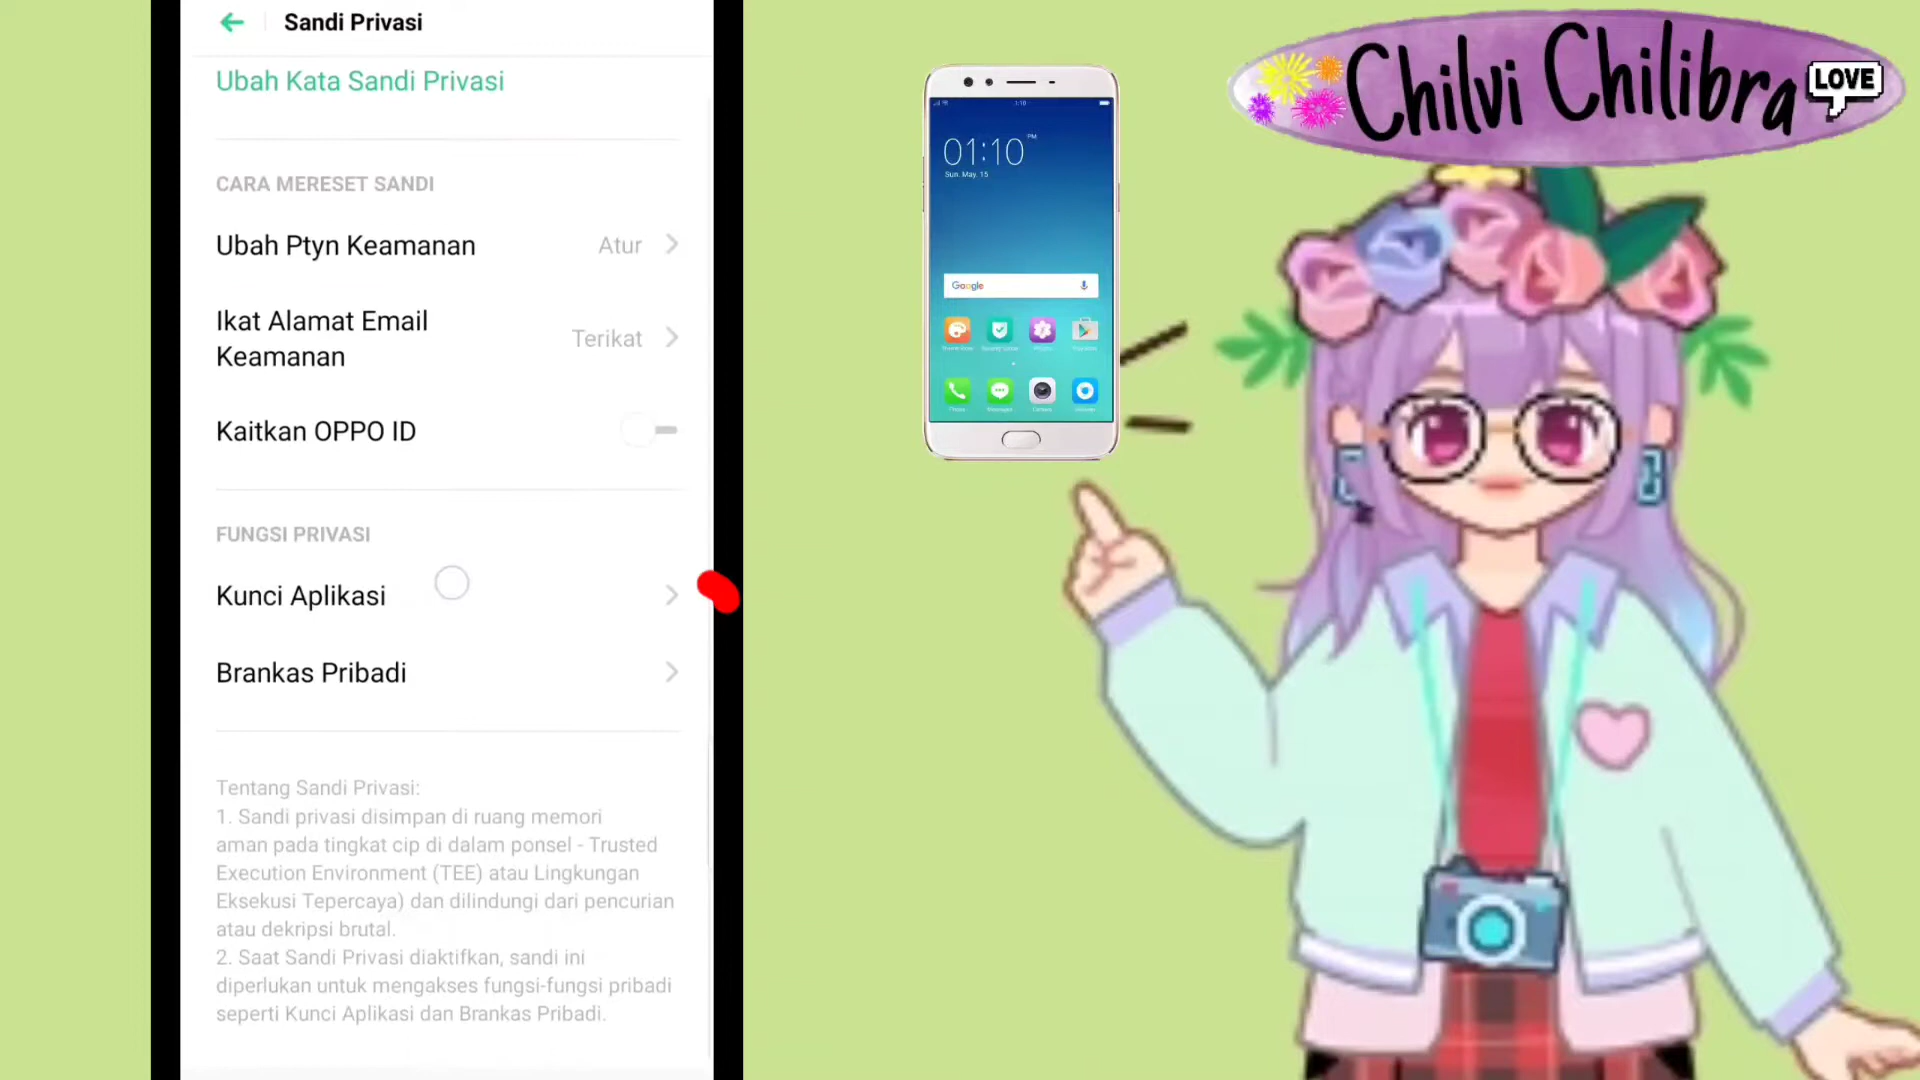 Sandi Privasi
Ubah Kata Sandi Privasi
CARA MERESET SANDI
Ubah Ptyn Keamanan
Atur
Ikat Alamat Email
Keamanan
Terikat
Kaitkan OPPO ID
FUNGSI PRIVASI
Kunci Aplikasi
Brankas Pribadi
Tentang Sandi Privasi:
1. Sandi privasi disimpan di ruang memori
aman pada tingkat cip di dalam ponsel - Trusted
Execution Environment (TEE) atau Lingkungan
Eksekusi Tepercaya) dan dilindungi dari pencurian
atau dekripsi brutal.
2. Saat Sandi Privasi diaktifkan, sandi ini
diperlukan untuk mengakses fungsi-fungsi pribadi
seperti Kunci Aplikasi dan Brankas Pribadi.
01:10 PM
Sun. May. 15
Google
Chilvi Chilibra
LOVE